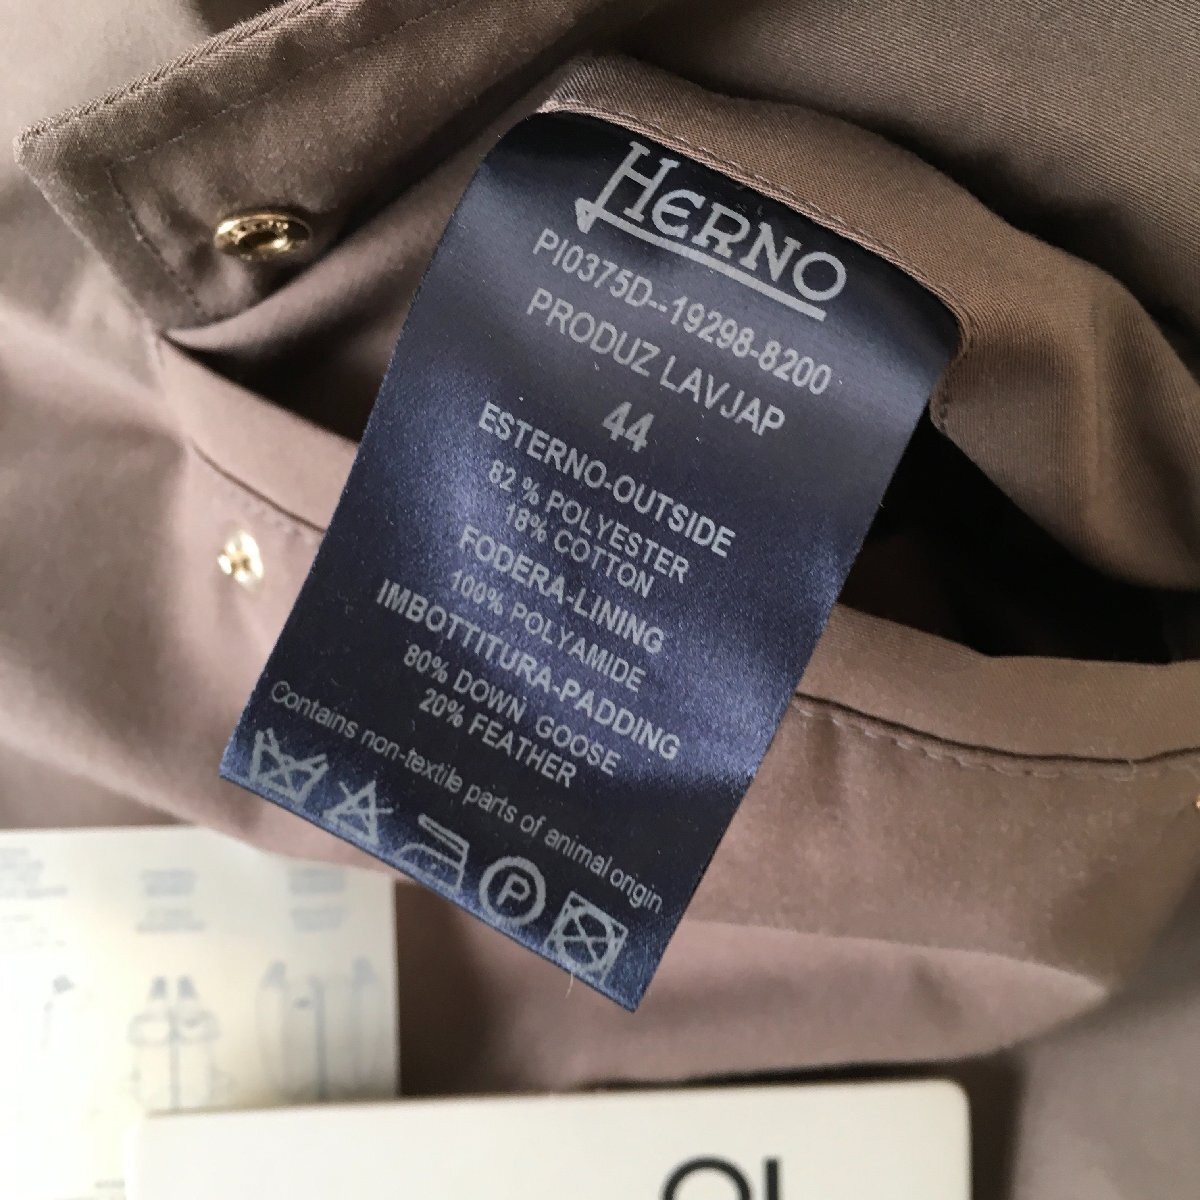 HERNO
PI0375D--19298-8200
PRODUZ LAVJAP
44
ESTERNO-OUTSIDE
82 % POLYESTER
18% COTTON
FODERA-LINING
100% POLYAMIDE
IMBOTTITURA-PADDING
80% DOWN GOOSE
20% FEATHER
Contains non-textile parts of animal origin
P